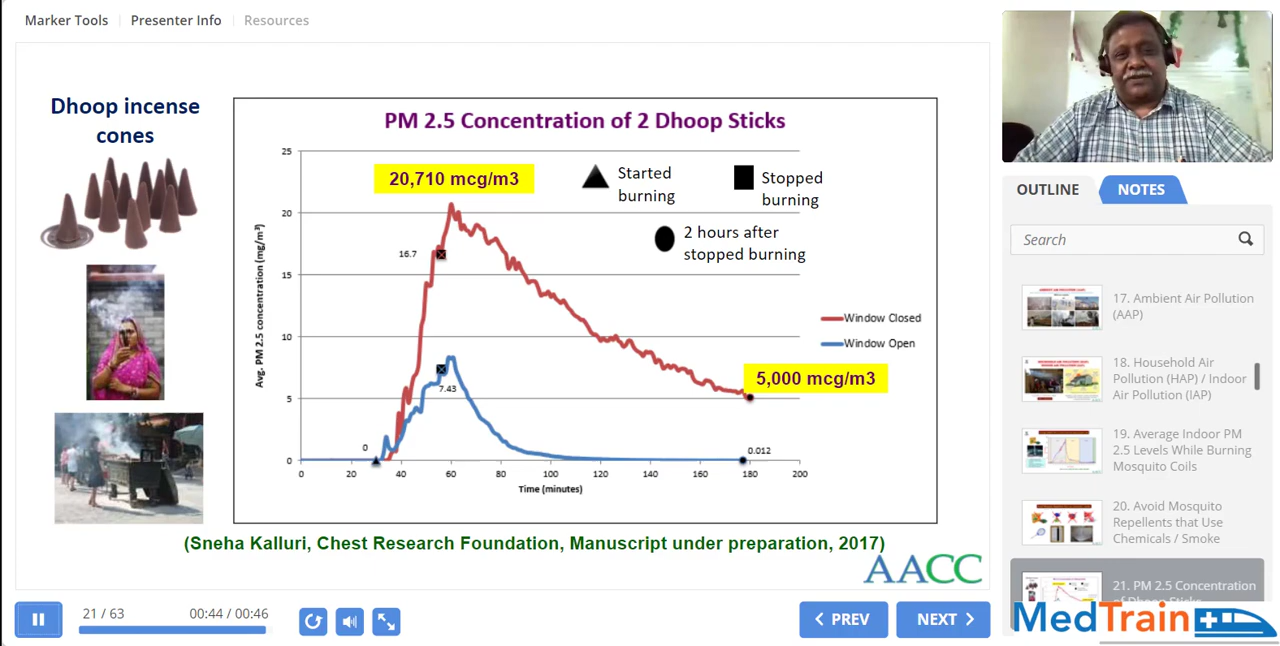 Marker Tools
Presenter Info
Resources
Dhoop incense
cones
PM 2.5 Concentration of 2 Dhoop Sticks
20,710 mcg/m3
Started
burning
Stopped
burning
2 hours after
stopped burning
Avg. PM 2.5 concentration (mg/m³)
25
20
15
10
5
0
16.7
7.43
0
Window Closed
Window Open
5,000 mcg/m3
0.012
0 20 40 60 80 100 120 140 160 180 200
Time (minutes)
(Sneha Kalluri, Chest Research Foundation, Manuscript under preparation, 2017)
AACC
21 / 63
00:44 / 00:46
PREV
NEXT
OUTLINE
NOTES
Search
17. Ambient Air Pollution
(AAP)
18. Household Air
Pollution (HAP) / Indoor
Air Pollution (IAP)
19. Average Indoor PM
2.5 Levels While Burning
Mosquito Coils
20. Avoid Mosquito
Repellents that Use
Chemicals / Smoke
21. PM 2.5 Concentration
of Dhoop Sticks
MedTrain